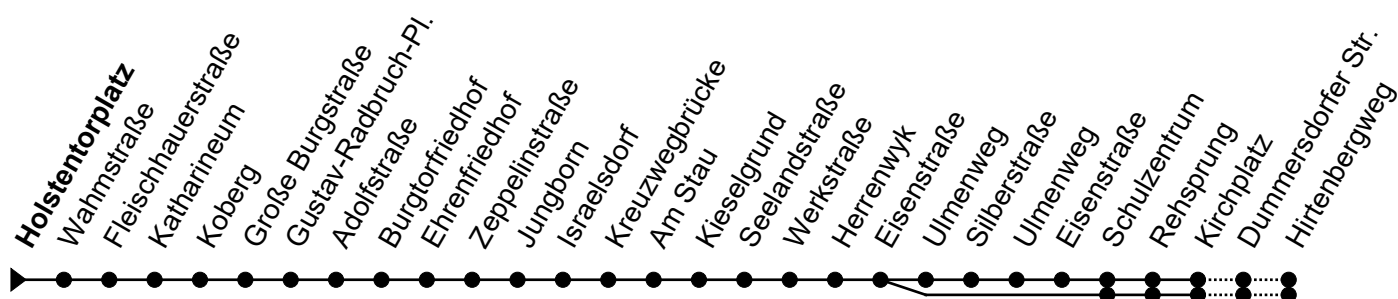 Holstentorplatz
Wahmstraße
Fleischhauerstraße
Katharineum
Koberg
Große Burgstraße
Gustav-Radbruch-Pl.
Adolfstraße
Burgtorfriedhof
Ehrenfriedhof
Zeppelinstraße
Jungborn
Israelsdorf
Kreuzwegbrücke
Am Stau
Kieselgrund
Seelandstraße
Werkstraße
Herrenwyk
Eisenstraße
Ulmenweg
Silberstraße
Ulmenweg
Eisenstraße
Schulzentrum
Rehsprung
Kirchplatz
Dummersdorfer Str.
Hirtenbergweg